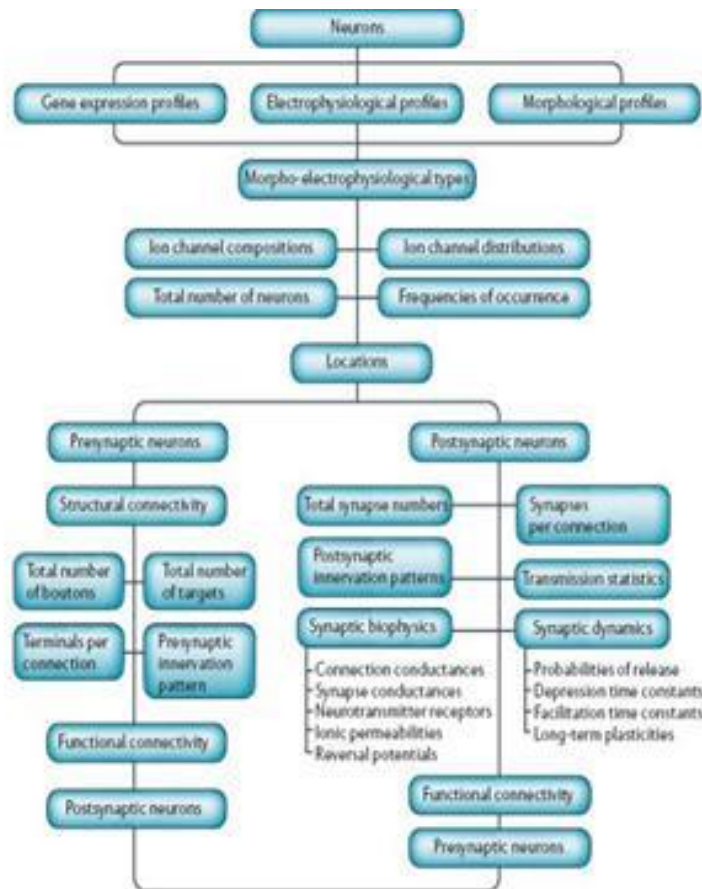 Neurons
Gene expression profiles
Electrophysiological profiles
Morphological profiles
Morpho-electrophysiological types
Ion channel compositions
Ion channel distributions
Total number of neurons
Frequencies of occurrence
Locations
Presynaptic neurons
Structural connectivity
Total number
of boutons
Total number
of targets
Terminals per
connection
Presynaptic
innervation
pattern
Functional connectivity
Postsynaptic neurons
Postsynaptic neurons
Total synapse numbers
Synapses
per connection
Postsynaptic
innervation patterns
Transmission statistics
Synaptic biophysics
Connection conductances
Synapse conductances
Neurotransmitter receptors
Ionic permeabilities
Reversal potentials
Synaptic dynamics
Probabilities of release
Depression time constants
Facilitation time constants
Long-term plasticities
Functional connectivity
Presynaptic neurons